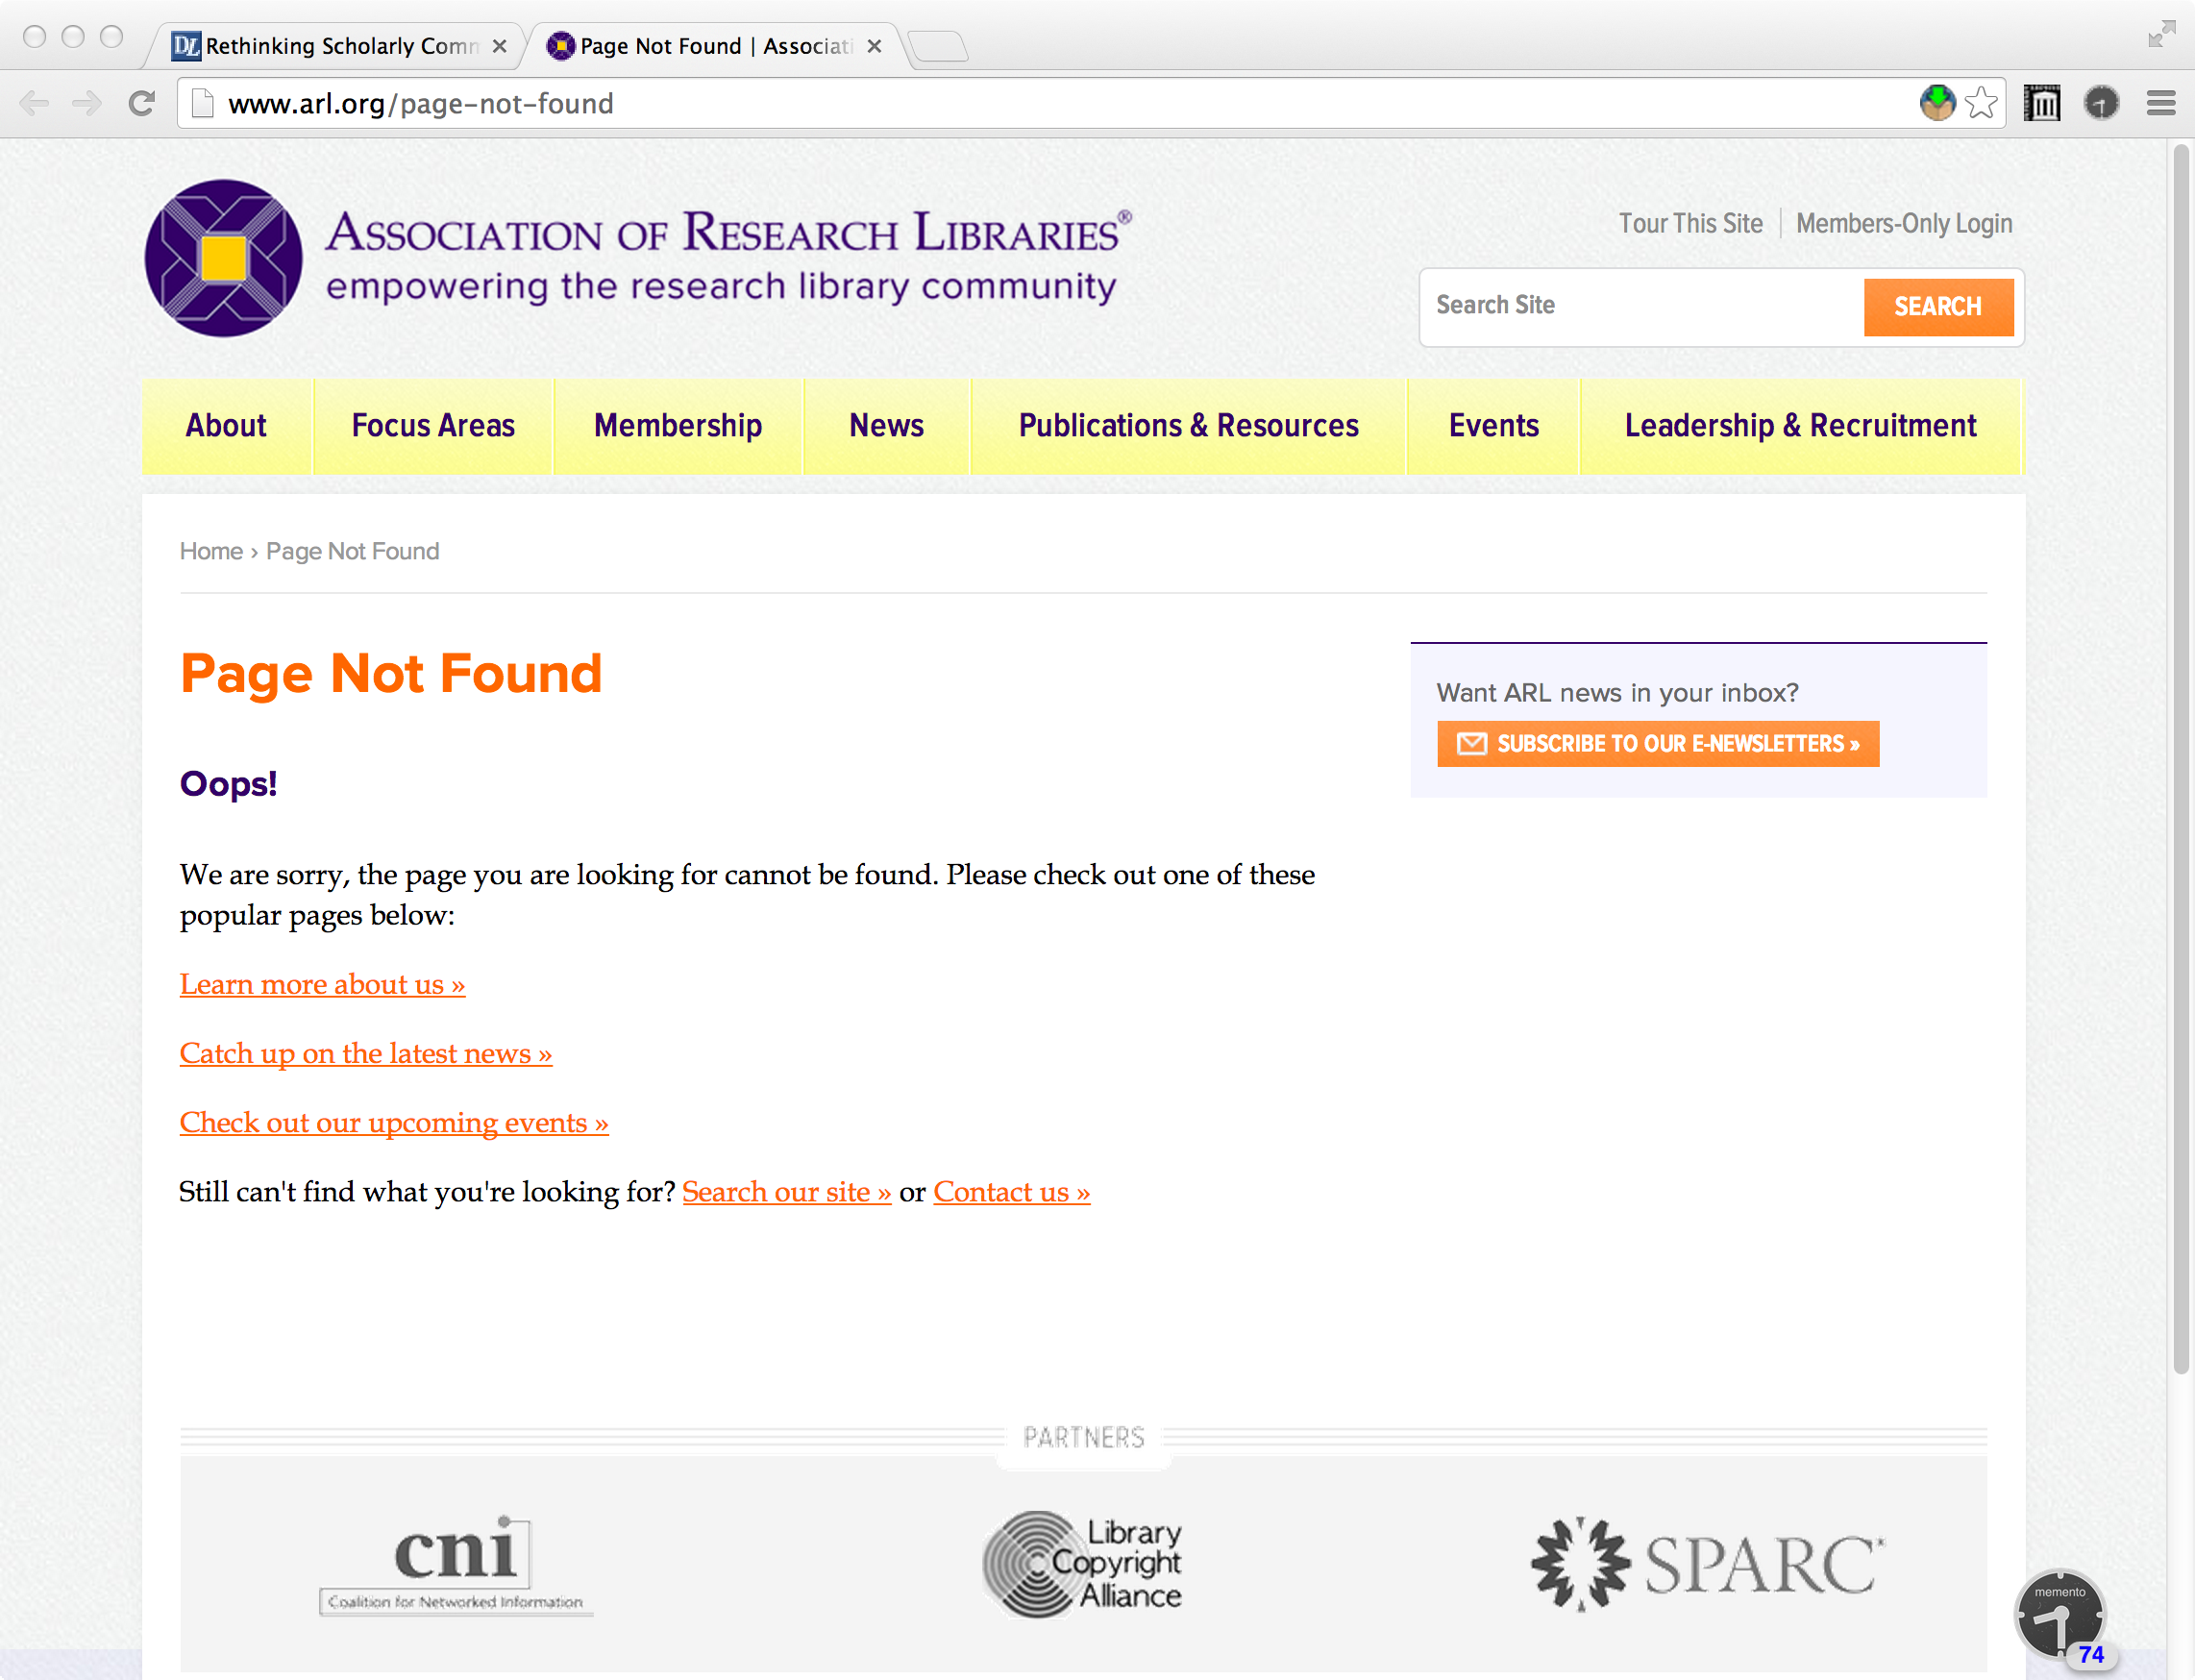 DL Rethinking Scholarly Comm
Page Not Found | Associati
www.arl.org/page-not-found
ASSOCIATION OF RESEARCH LIBRARIES®
empowering the research library community
Tour This Site
Members-Only Login
Search Site
SEARCH
About
Focus Areas
Membership
News
Publications & Resources
Events
Leadership & Recruitment
Home › Page Not Found
Page Not Found
Want ARL news in your inbox?
SUBSCRIBE TO OUR E-NEWSLETTERS »
Oops!
We are sorry, the page you are looking for cannot be found. Please check out one of these
popular pages below:
Learn more about us »
Catch up on the latest news »
Check out our upcoming events »
Still can't find what you're looking for? Search our site » or Contact us »
PARTNERS
cni
Coalition for Networked Information
Library
Copyright
Alliance
SPARC*
memento
74